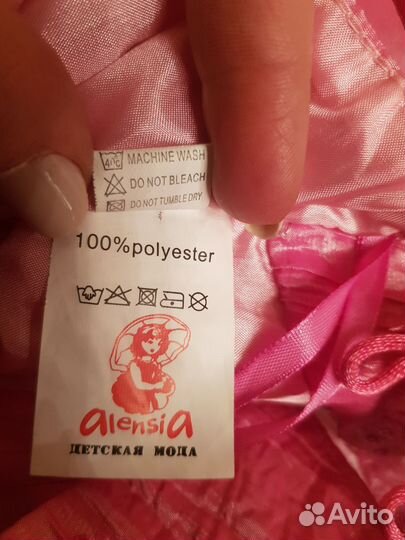 40°C MACHINE WASH
DO NOT BLEACH
DO NOT TUMBLE DRY
100%polyester
alensia
ДЕТСКАЯ МОДА
Avito